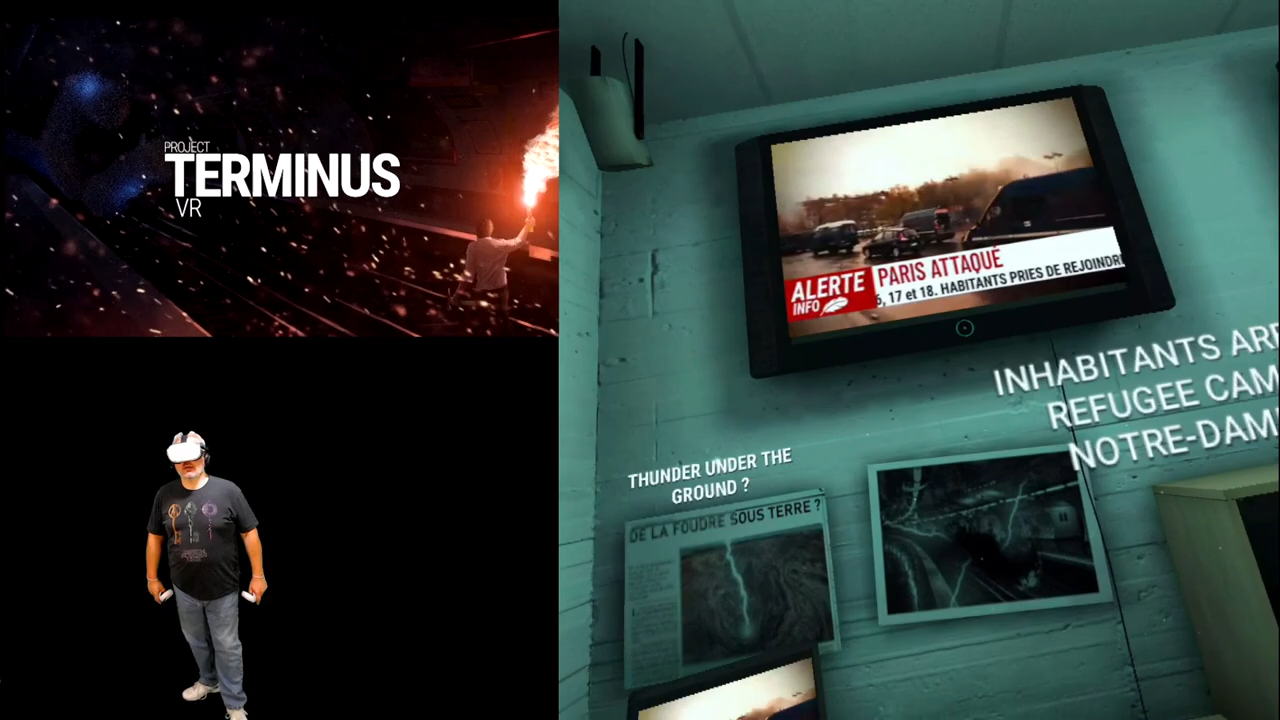 PROJECT
TERMINUS
VR
ALERTE
INFO
PARIS ATTAQUÉ
6, 17 et 18. HABITANTS PRIES DE REJOINDR
INHABITANTS ARE
REFUGEE CAM
NOTRE-DAM
THUNDER UNDER THE
GROUND ?
DE LA FOUDRE SOUS TERRE ?